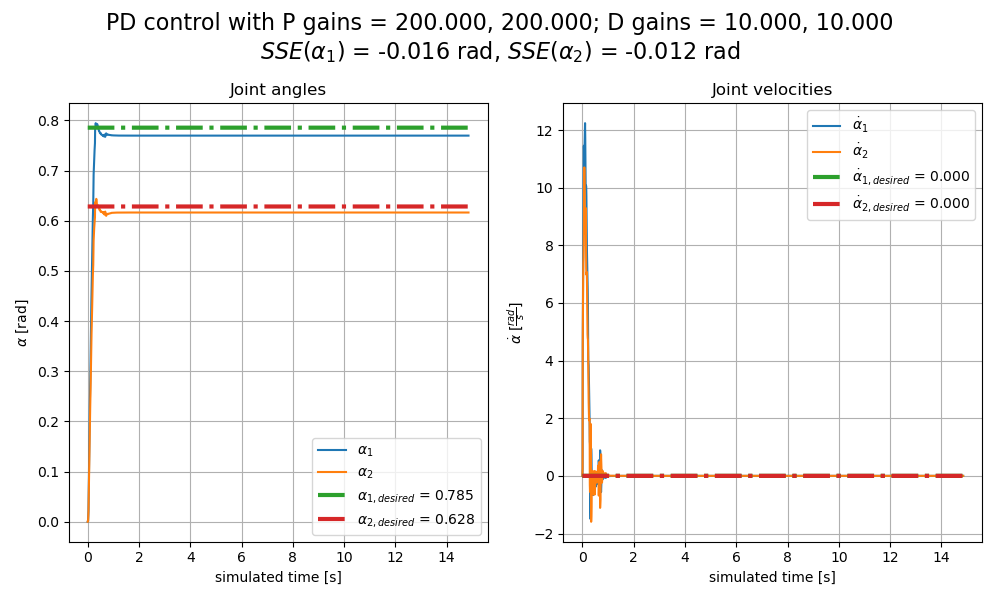 PD control with P gains = 200.000, 200.000; D gains = 10.000, 10.000
SSE(α₁) = -0.016 rad, SSE(α₂) = -0.012 rad
Joint angles
α [rad]
0.8
0.7
0.6
0.5
0.4
0.3
0.2
0.1
0.0
α₁
α₂
α₁,desired = 0.785
α₂,desired = 0.628
0 2 4 6 8 10 12 14
simulated time [s]
Joint velocities
α̇ [rad/s]
12
10
8
6
4
2
0
−2
α̇₁
α̇₂
α̇₁,desired = 0.000
α̇₂,desired = 0.000
0 2 4 6 8 10 12 14
simulated time [s]